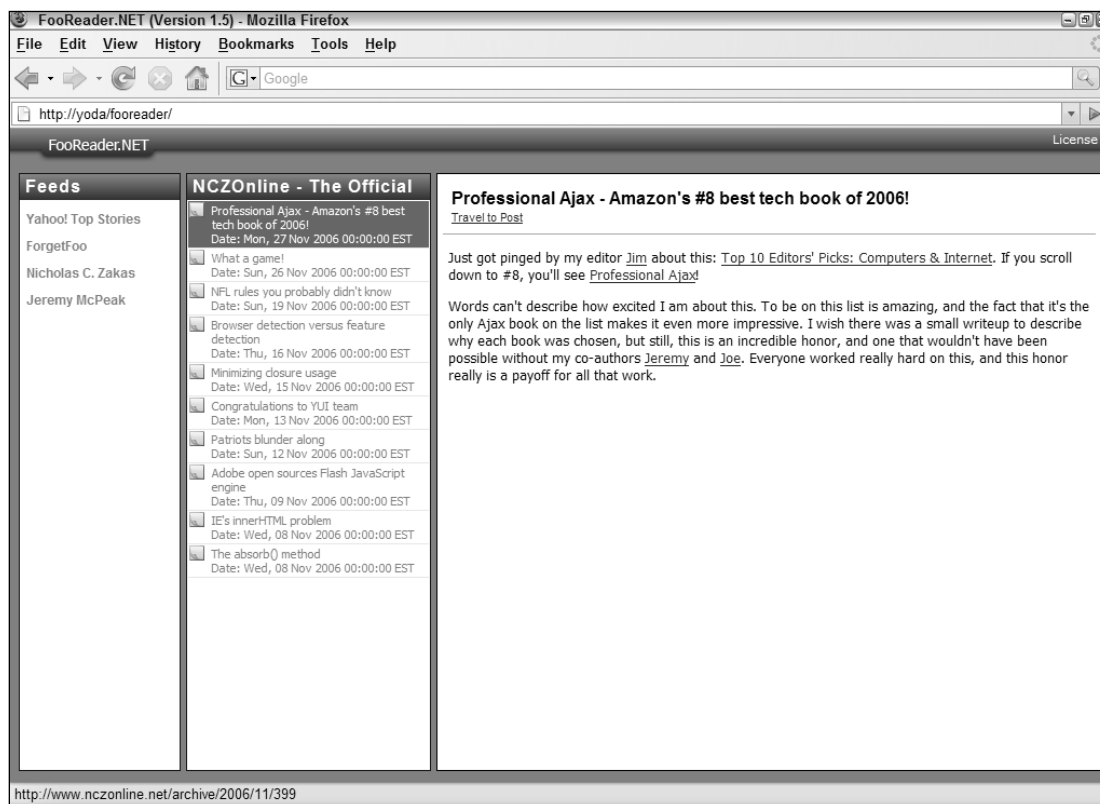 FooReader.NET (Version 1.5) - Mozilla Firefox
File Edit View History Bookmarks Tools Help
G Google
http://yoda/fooreader/
FooReader.NET
License
Feeds
Yahoo! Top Stories
ForgetFoo
Nicholas C. Zakas
Jeremy McPeak
NCZOnline - The Official
Professional Ajax - Amazon's #8 best
tech book of 2006!
Date: Mon, 27 Nov 2006 00:00:00 EST
What a game!
Date: Sun, 26 Nov 2006 00:00:00 EST
NFL rules you probably didn't know
Date: Sun, 19 Nov 2006 00:00:00 EST
Browser detection versus feature
detection
Date: Thu, 16 Nov 2006 00:00:00 EST
Minimizing closure usage
Date: Wed, 15 Nov 2006 00:00:00 EST
Congratulations to YUI team
Date: Mon, 13 Nov 2006 00:00:00 EST
Patriots blunder along
Date: Sun, 12 Nov 2006 00:00:00 EST
Adobe open sources Flash JavaScript
engine
Date: Thu, 09 Nov 2006 00:00:00 EST
IE's innerHTML problem
Date: Wed, 08 Nov 2006 00:00:00 EST
The absorb() method
Date: Wed, 08 Nov 2006 00:00:00 EST
Professional Ajax - Amazon's #8 best tech book of 2006!
Travel to Post
Just got pinged by my editor Jim about this: Top 10 Editors' Picks: Computers & Internet. If you scroll
down to #8, you'll see Professional Ajax!
Words can't describe how excited I am about this. To be on this list is amazing, and the fact that it's the
only Ajax book on the list makes it even more impressive. I wish there was a small writeup to describe
why each book was chosen, but still, this is an incredible honor, and one that wouldn't have been
possible without my co-authors Jeremy and Joe. Everyone worked really hard on this, and this honor
really is a payoff for all that work.
http://www.nczonline.net/archive/2006/11/399